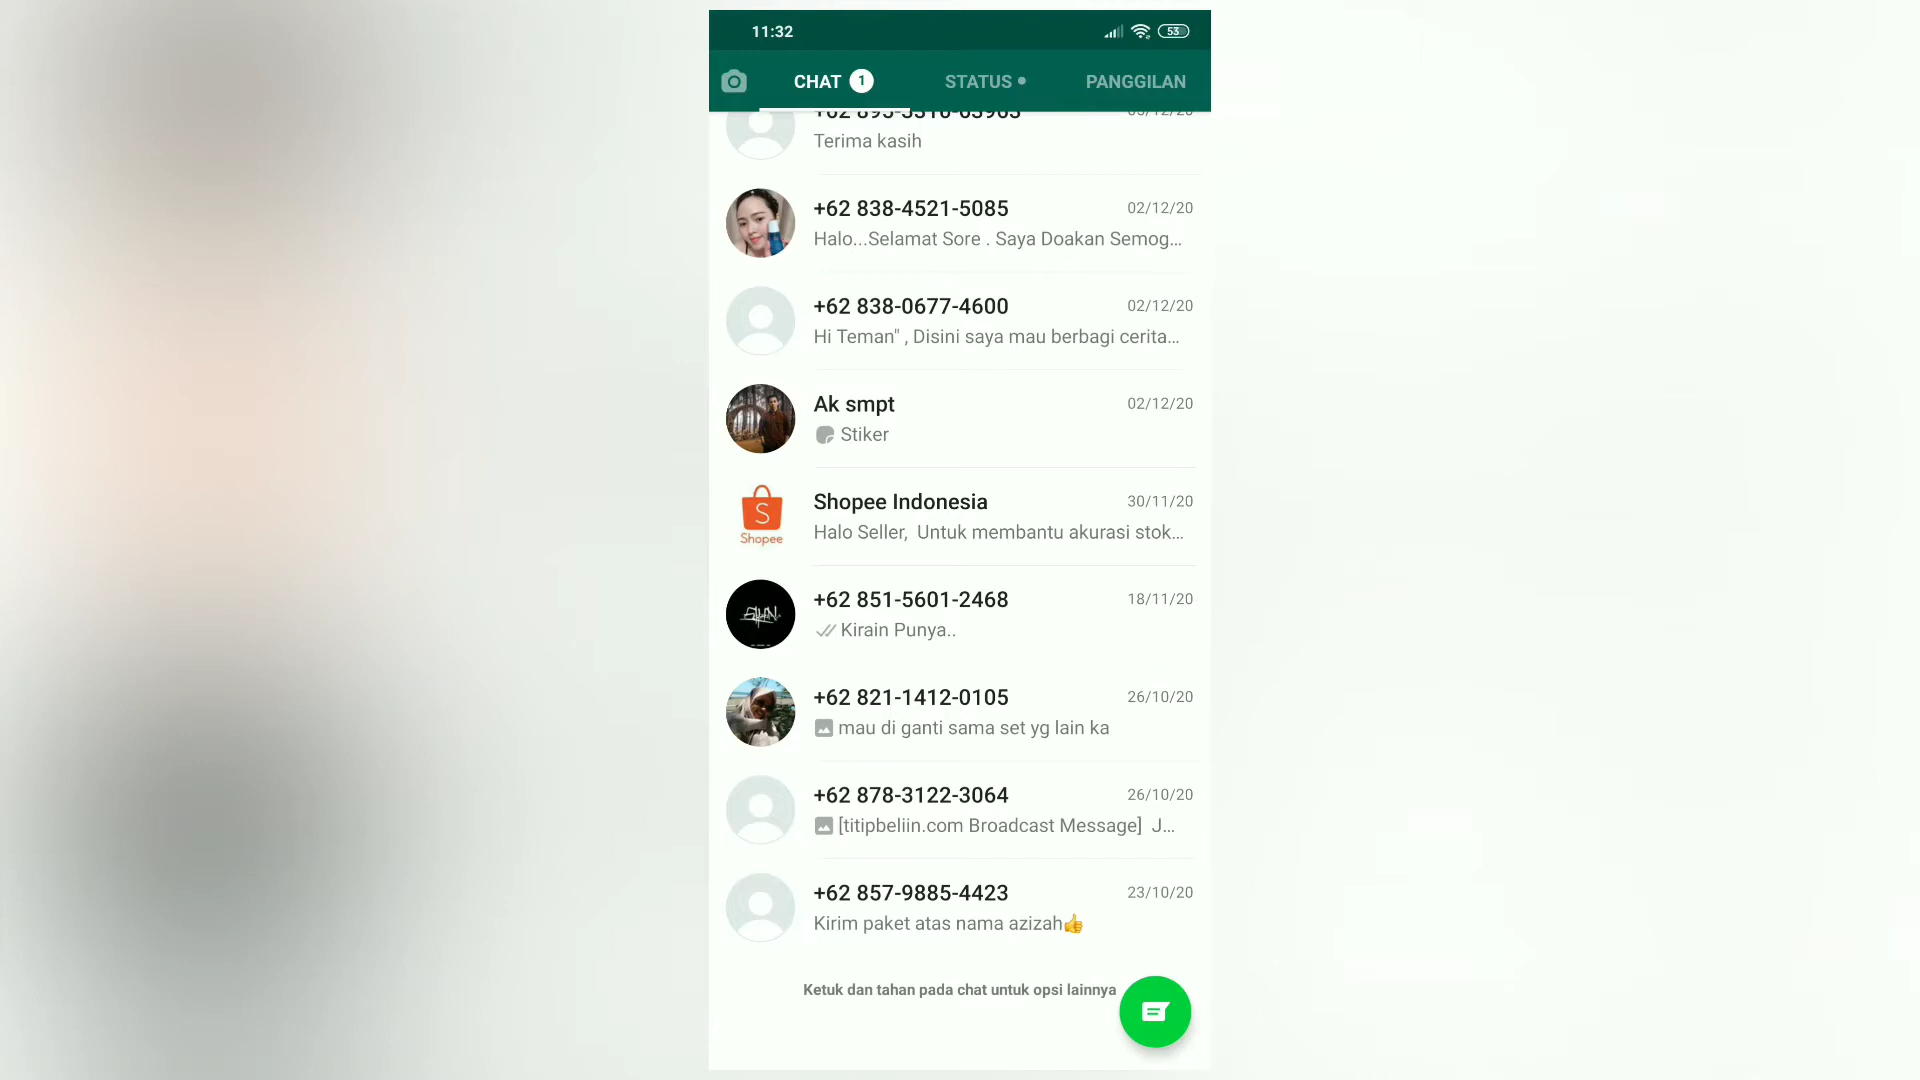 11:32
53
CHAT 1
STATUS
PANGGILAN
Terima kasih
+62 838-4521-5085
02/12/20
Halo...Selamat Sore . Saya Doakan Semog...
+62 838-0677-4600
02/12/20
Hi Teman" , Disini saya mau berbagi cerita...
Ak smpt
02/12/20
Stiker
S
Shopee
Shopee Indonesia
30/11/20
Halo Seller,  Untuk membantu akurasi stok...
+62 851-5601-2468
18/11/20
Kirain Punya..
+62 821-1412-0105
26/10/20
mau di ganti sama set yg lain ka
+62 878-3122-3064
26/10/20
[titipbeliin.com Broadcast Message]  J...
+62 857-9885-4423
23/10/20
Kirim paket atas nama azizah👍
Ketuk dan tahan pada chat untuk opsi lainnya